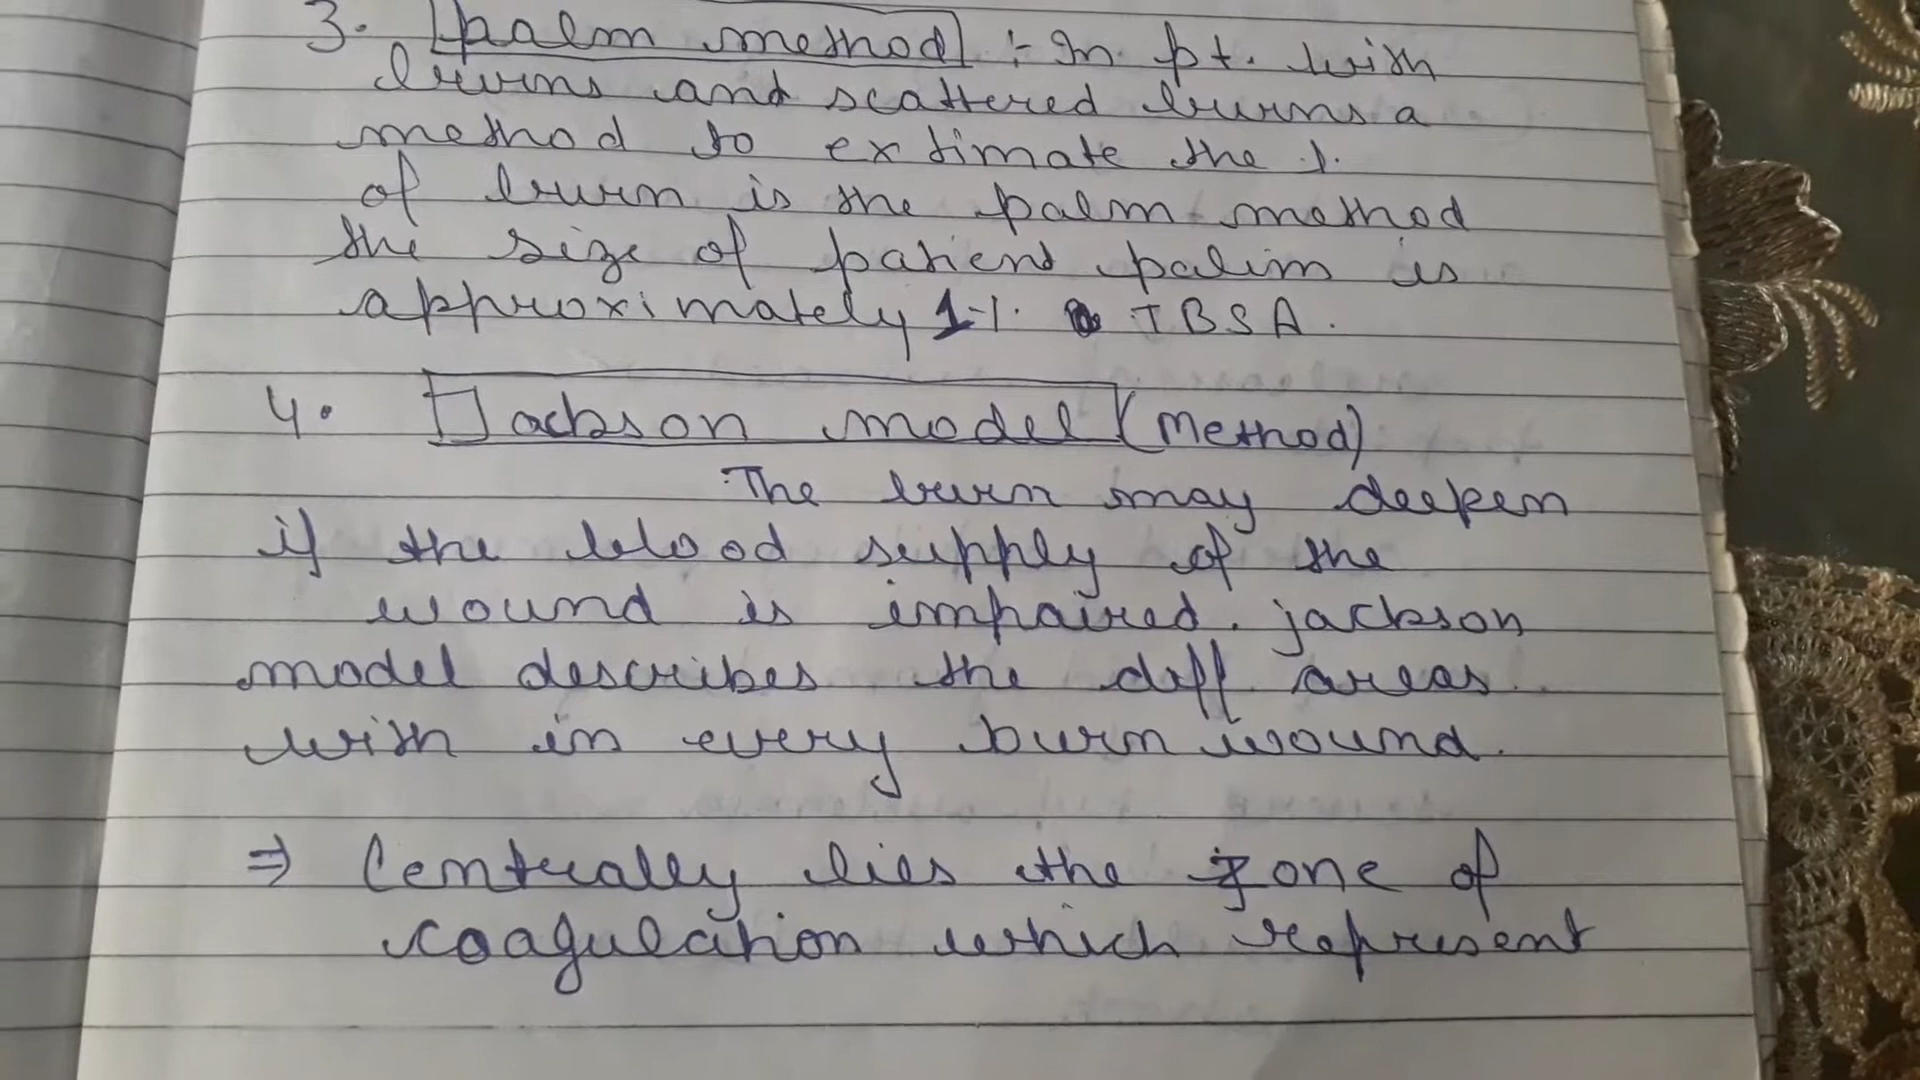 3. palm method :- In pt. with
burns and scattered burns a
method to extimate the %
of burn is the palm method
the size of patient palim is
approximately 1% TBSA.
4. Jackson model (Method)
The burn may deepen
if the blood supply of the
wound is impaired. jackson
model describes the diff areas
with in every burn wound.
⇒ Centrally lies the zone of
coagulation which represent